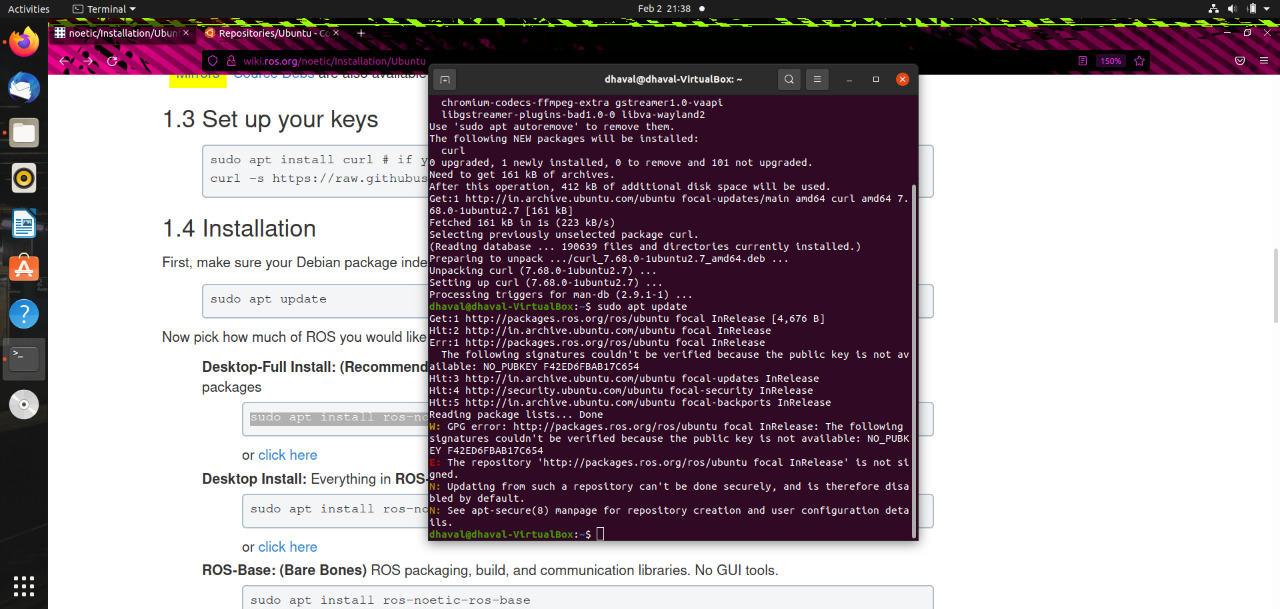 Activities
Terminal
Feb 2 21:38
noetic/Installation/Ubun
Repositories/Ubuntu - Co
wiki.ros.org/noetic/Installation/Ubuntu
150%
Mirrors Source Debs are also available
1.3 Set up your keys
sudo apt install curl # if y
curl -s https://raw.githubus
1.4 Installation
First, make sure your Debian package inde
sudo apt update
Now pick how much of ROS you would like
Desktop-Full Install: (Recommend
packages
sudo apt install ros-no
or click here
Desktop Install: Everything in ROS-
sudo apt install ros-no
or click here
ROS-Base: (Bare Bones) ROS packaging, build, and communication libraries. No GUI tools.
sudo apt install ros-noetic-ros-base
dhaval@dhaval-VirtualBox: ~
chromium-codecs-ffmpeg-extra gstreamer1.0-vaapi
libgstreamer-plugins-bad1.0-0 libva-wayland2
Use 'sudo apt autoremove' to remove them.
The following NEW packages will be installed:
curl
0 upgraded, 1 newly installed, 0 to remove and 101 not upgraded.
Need to get 161 kB of archives.
After this operation, 412 kB of additional disk space will be used.
Get:1 http://in.archive.ubuntu.com/ubuntu focal-updates/main amd64 curl amd64 7.
68.0-1ubuntu2.7 [161 kB]
Fetched 161 kB in 1s (223 kB/s)
Selecting previously unselected package curl.
(Reading database ... 190639 files and directories currently installed.)
Preparing to unpack .../curl_7.68.0-1ubuntu2.7_amd64.deb ...
Unpacking curl (7.68.0-1ubuntu2.7) ...
Setting up curl (7.68.0-1ubuntu2.7) ...
Processing triggers for man-db (2.9.1-1) ...
dhaval@dhaval-VirtualBox:~$ sudo apt update
Get:1 http://packages.ros.org/ros/ubuntu focal InRelease [4,676 B]
Hit:2 http://in.archive.ubuntu.com/ubuntu focal InRelease
Err:1 http://packages.ros.org/ros/ubuntu focal InRelease
The following signatures couldn't be verified because the public key is not av
ailable: NO_PUBKEY F42ED6FBAB17C654
Hit:3 http://in.archive.ubuntu.com/ubuntu focal-updates InRelease
Hit:4 http://security.ubuntu.com/ubuntu focal-security InRelease
Hit:5 http://in.archive.ubuntu.com/ubuntu focal-backports InRelease
Reading package lists... Done
W: GPG error: http://packages.ros.org/ros/ubuntu focal InRelease: The following
signatures couldn't be verified because the public key is not available: NO_PUBK
EY F42ED6FBAB17C654
E: The repository 'http://packages.ros.org/ros/ubuntu focal InRelease' is not si
gned.
N: Updating from such a repository can't be done securely, and is therefore disa
bled by default.
N: See apt-secure(8) manpage for repository creation and user configuration deta
ils.
dhaval@dhaval-VirtualBox:~$